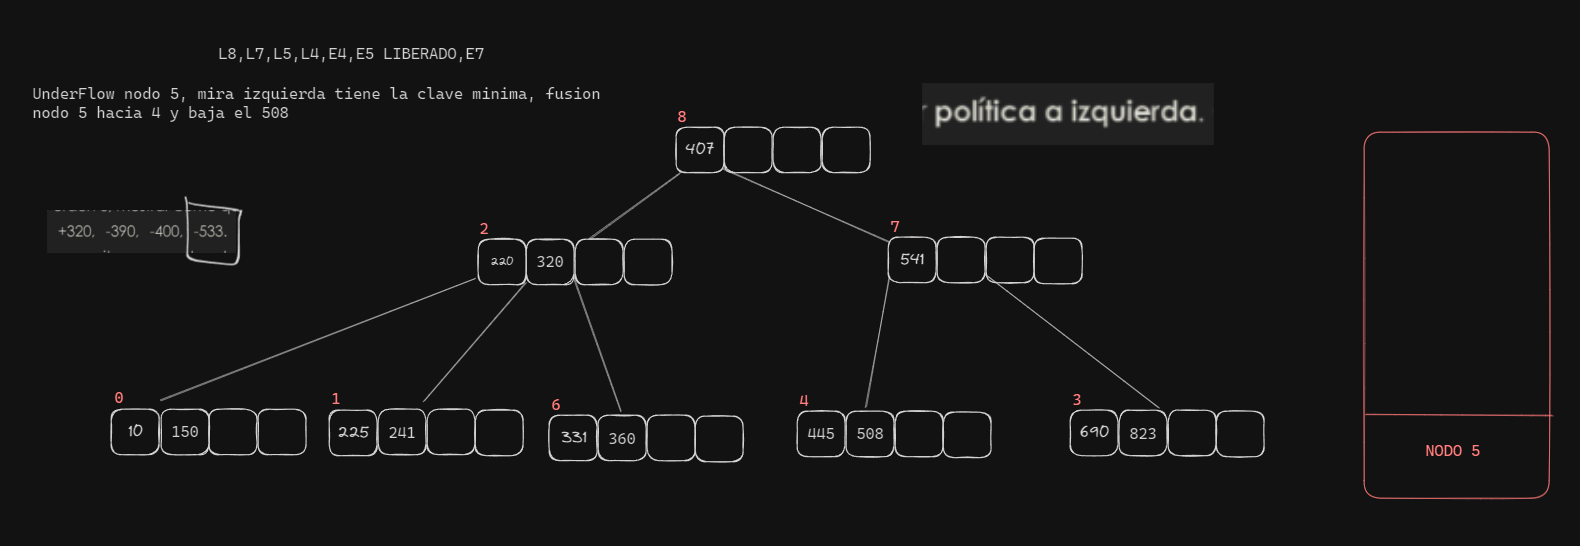 L8,L7,L5,L4,E4,E5 LIBERADO,E7
UnderFlow nodo 5, mira izquierda tiene la clave minima, fusion
nodo 5 hacia 4 y baja el 508
política a izquierda.
8
407
+320, -390, -400, -533.
2
220 320
7
541
0
10 150
1
225 241
6
331 360
4
445 508
3
690 823
NODO 5